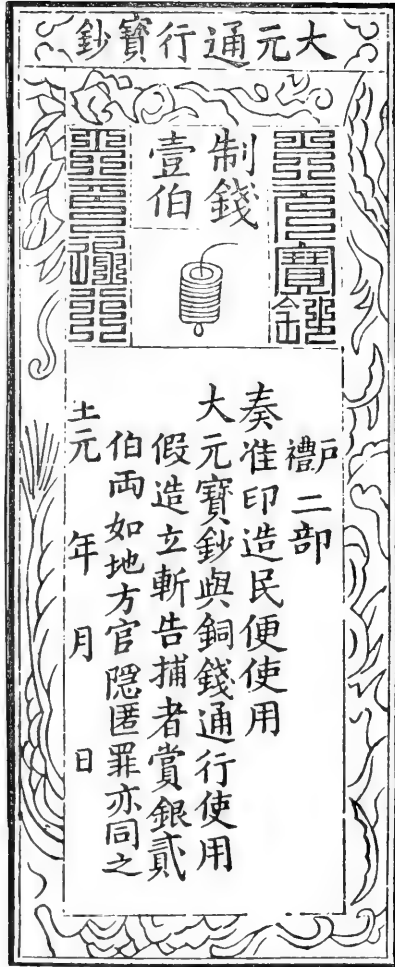 大元通行寶鈔
制錢
壹伯
戶禮二部
奏准印造民便使用
大元寶鈔與銅錢通行使用
假造立斬告捕者賞銀貳
伯両如地方官隱匿罪亦同之
元 年 月 日